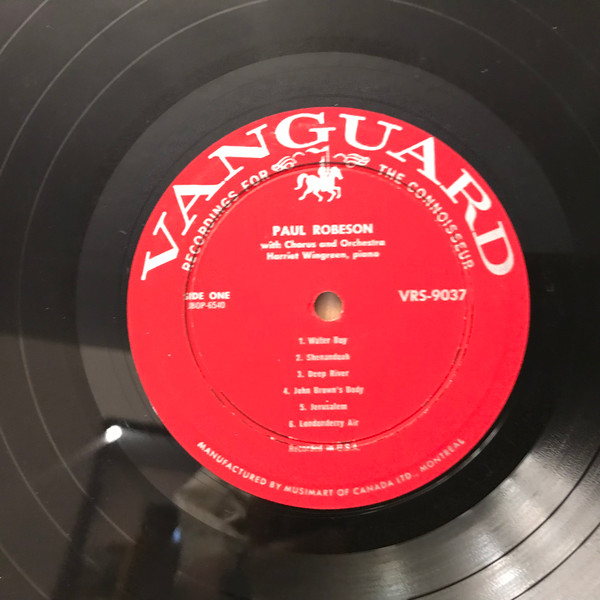 VANGUARD
RECORDINGS FOR THE CONNOISSEUR
PAUL ROBESON
with Chorus and Orchestra
Harriet Wingreen, piano
SIDE ONE
VRS-9037
1. Water Boy
2. Shenandoah
3. Deep River
4. John Brown's Body
5. Jerusalem
6. Londonderry Air
Recorded in U.S.A.
MANUFACTURED BY MUSIMART OF CANADA LTD., MONTREAL